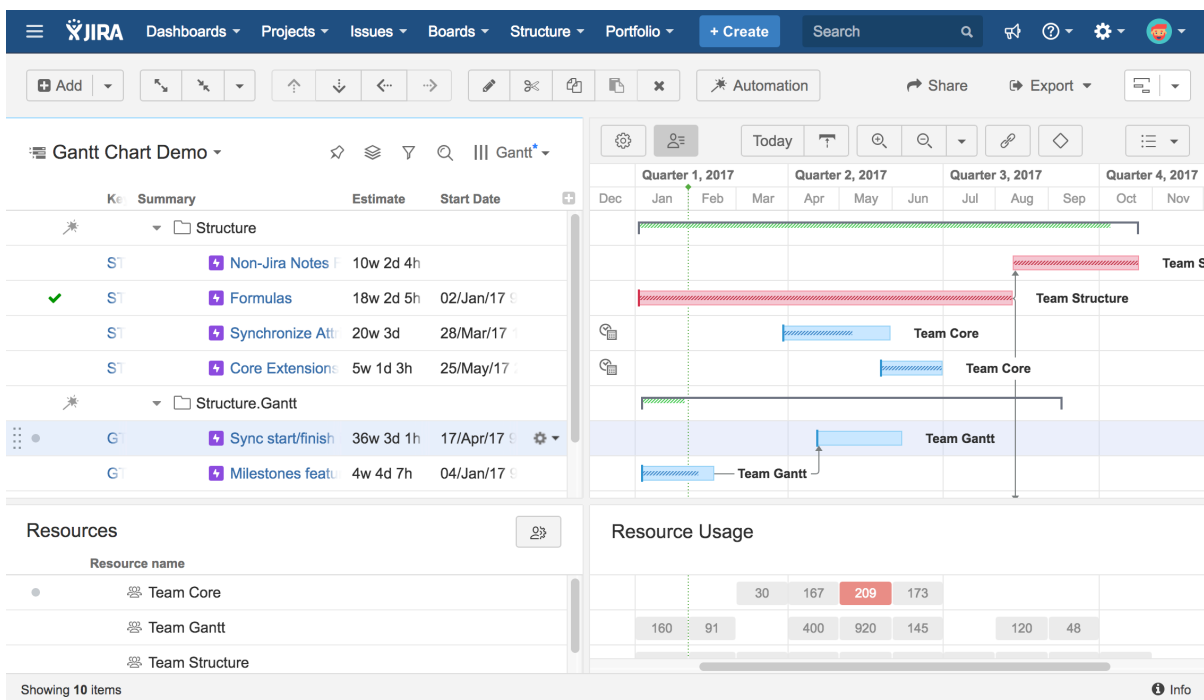 JIRA Dashboards Projects Issues Boards Structure Portfolio + Create Search
Add Automation Share Export
Gantt Chart Demo Gantt* Today
Quarter 1, 2017 Quarter 2, 2017 Quarter 3, 2017 Quarter 4, 2017
Summary Estimate Start Date Dec Jan Feb Mar Apr May Jun Jul Aug Sep Oct Nov
Structure
Non-Jira Notes 10w 2d 4h Team S
Formulas 18w 2d 5h 02/Jan/17 Team Structure
Synchronize 20w 3d 28/Mar/17 Team Core
Core Extensions 5w 1d 3h 25/May/17 Team Core
Structure.Gantt
Sync start/finish 36w 3d 1h 17/Apr/17 Team Gantt
Milestones 4w 4d 7h 04/Jan/17 Team Gantt
Resources Resource Usage
Resource name
Team Core 30 167 209 173
Team Gantt 160 91 400 920 145 120 48
Team Structure
Showing 10 items Info